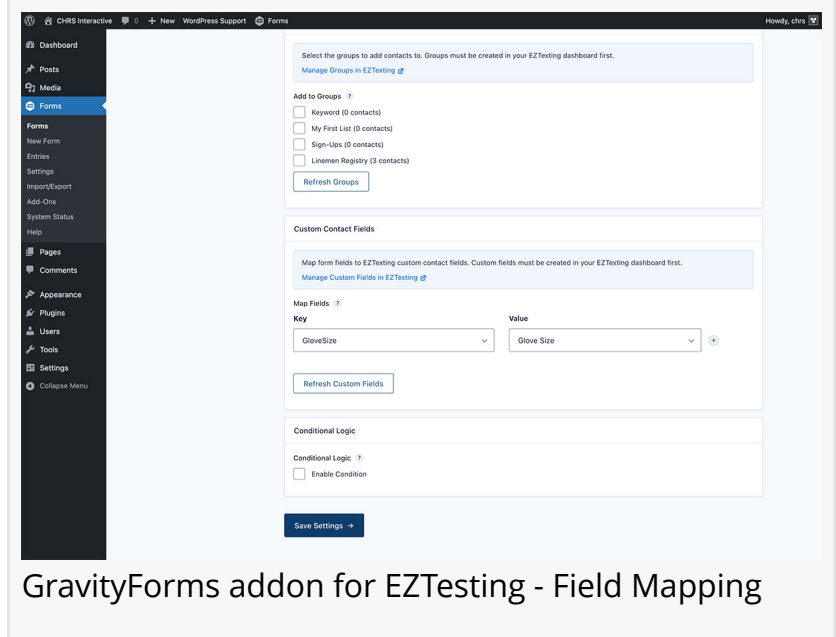 CHRS Interactive 0 + New WordPress Support Forms Howdy, chrs
Dashboard
Posts
Media
Forms
Forms
New Form
Entries
Settings
Import/Export
Add-Ons
System Status
Help
Pages
Comments
Appearance
Plugins
Users
Tools
Settings
Collapse Menu
Select the groups to add contacts to. Groups must be created in your EZTexting dashboard first.
Manage Groups in EZTexting
Add to Groups ?
Keyword (0 contacts)
My First List (0 contacts)
Sign-Ups (0 contacts)
Linemen Registry (3 contacts)
Refresh Groups
Custom Contact Fields
Map form fields to EZTexting custom contact fields. Custom fields must be created in your EZTexting dashboard first.
Manage Custom Fields in EZTexting
Map Fields ?
Key Value
GloveSize Glove Size
Refresh Custom Fields
Conditional Logic
Conditional Logic ?
Enable Condition
Save Settings →
GravityForms addon for EZTesting - Field Mapping